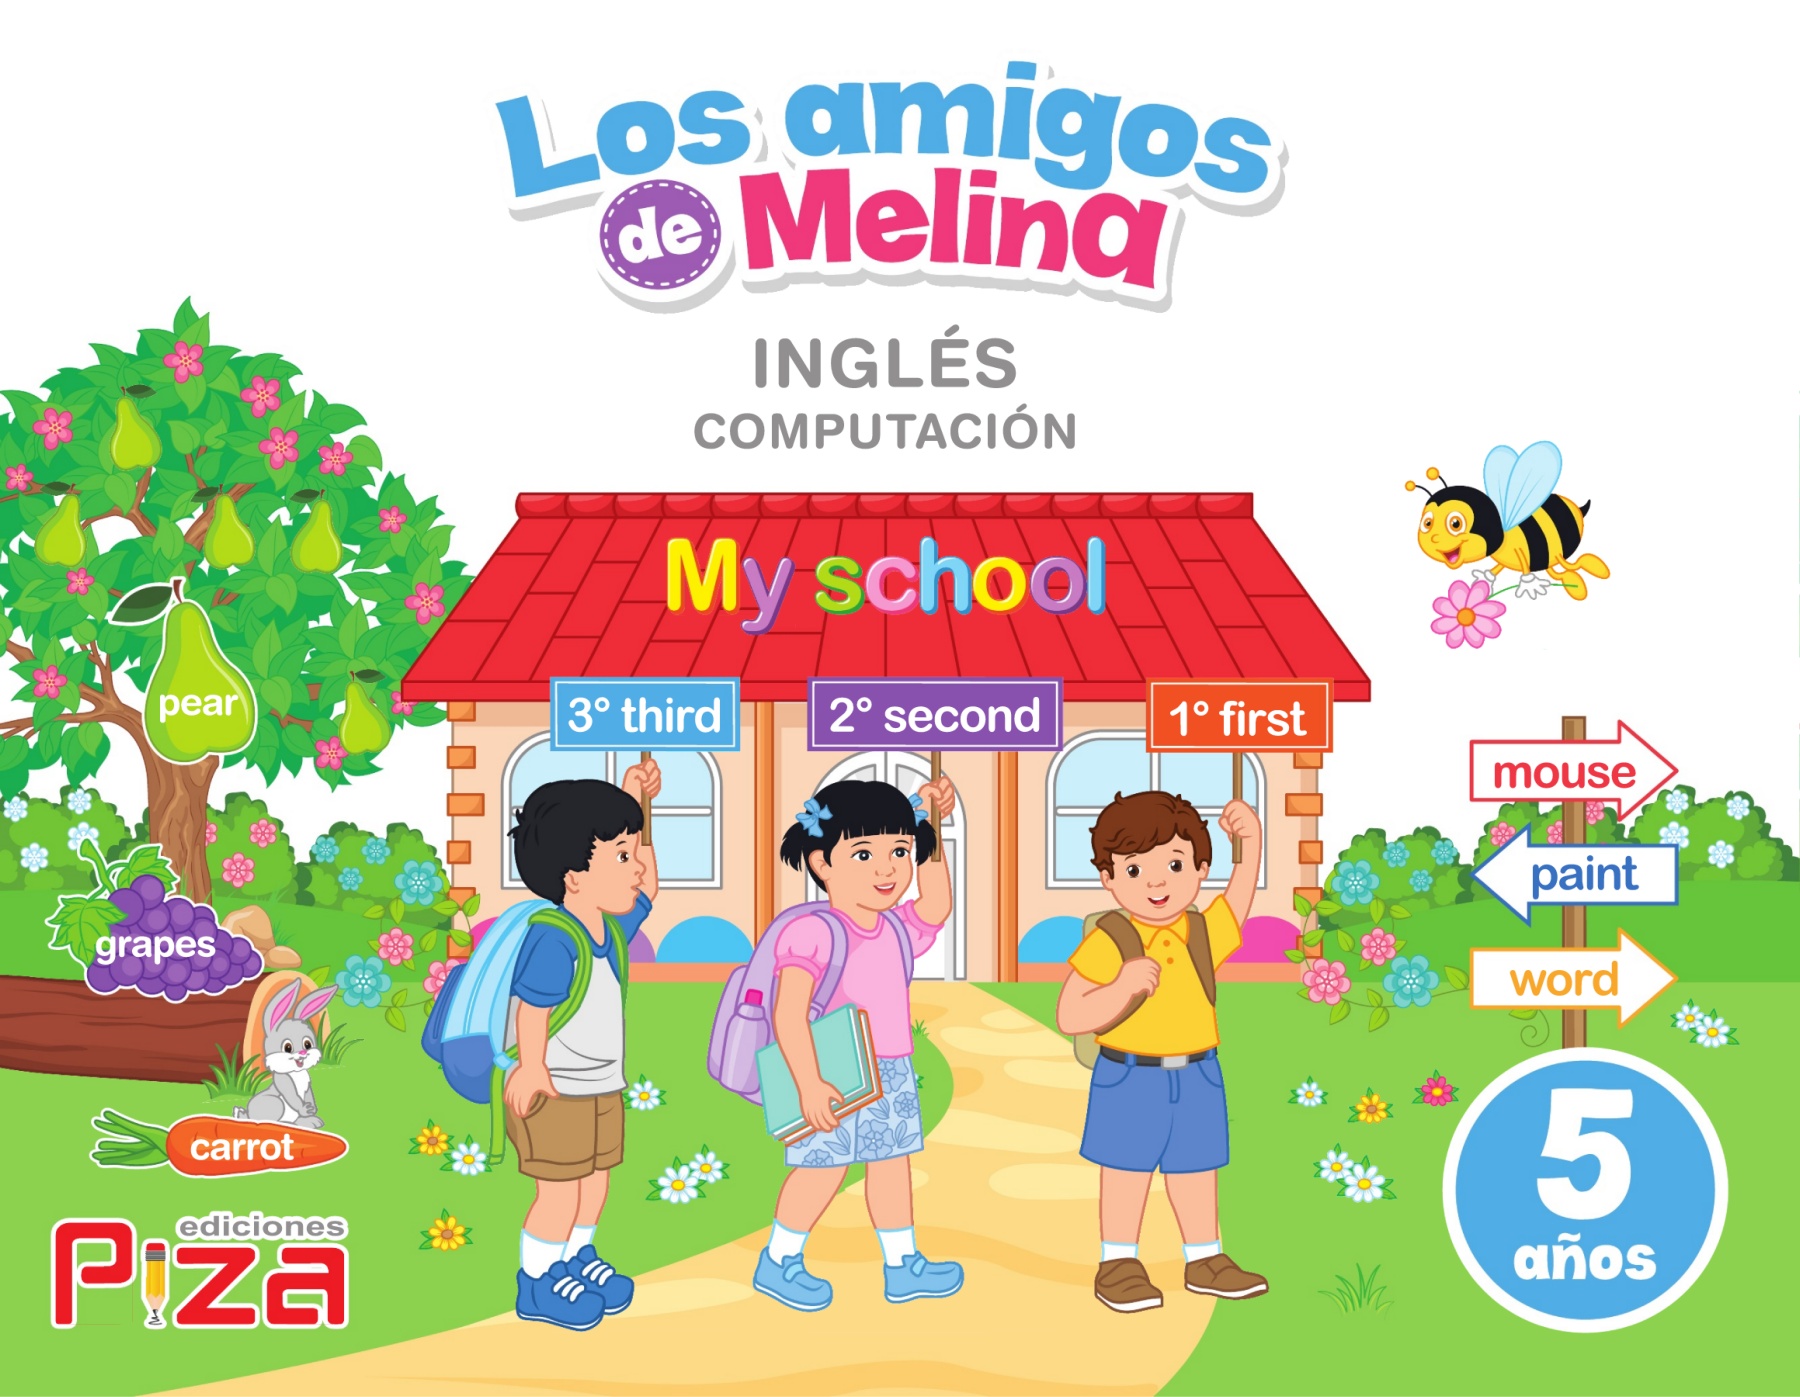 Los amigos
de Melina
INGLÉS
COMPUTACIÓN
My school
3° third
2° second
1° first
pear
grapes
carrot
mouse
paint
word
ediciones
Piza
5
años